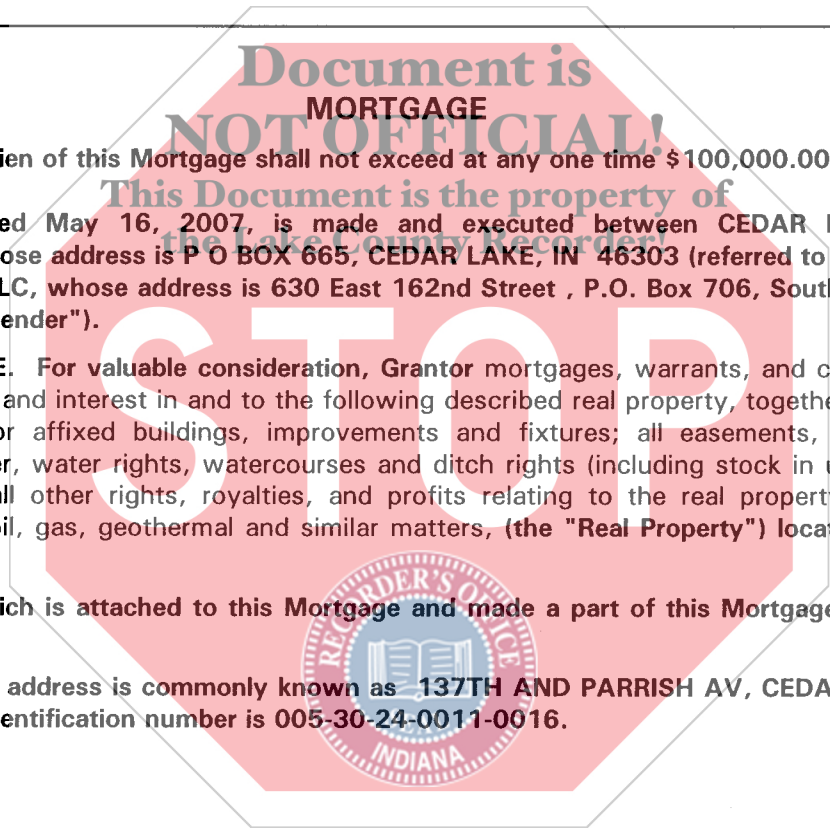 Document is
MORTGAGE
NOT OFFICIAL!
ien of this Mortgage shall not exceed at any one time $100,000.00
This Document is the property of
ed May 16, 2007, is made and executed between CEDAR
the Lake County Recorder!
ose address is P O BOX 665, CEDAR LAKE, IN 46303 (referred to
LC, whose address is 630 East 162nd Street , P.O. Box 706, Sout
ender").
STOP
E. For valuable consideration, Grantor mortgages, warrants, and c
and interest in and to the following described real property, togethe
or affixed buildings, improvements and fixtures; all easements,
er, water rights, watercourses and ditch rights (including stock in
ll other rights, royalties, and profits relating to the real property
oil, gas, geothermal and similar matters, (the "Real Property") locat
RECORDER'S OFFICE
ich is attached to this Mortgage and made a part of this Mortgage
address is commonly known as 137TH AND PARRISH AV, CEDA
entification number is 005-30-24-0011-0016.
INDIANA